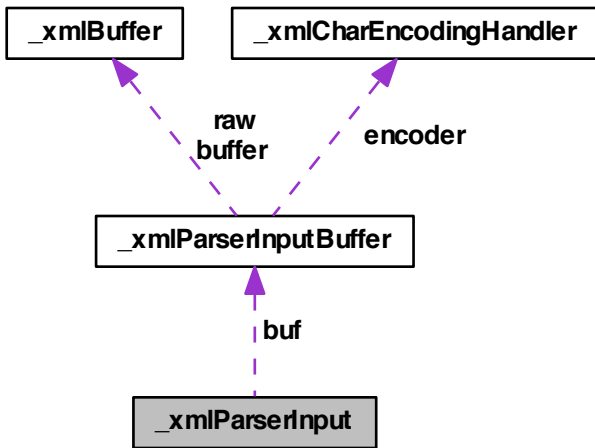 _xmlBuffer
_xmlCharEncodingHandler
raw
buffer
encoder
_xmlParserInputBuffer
buf
_xmlParserInput